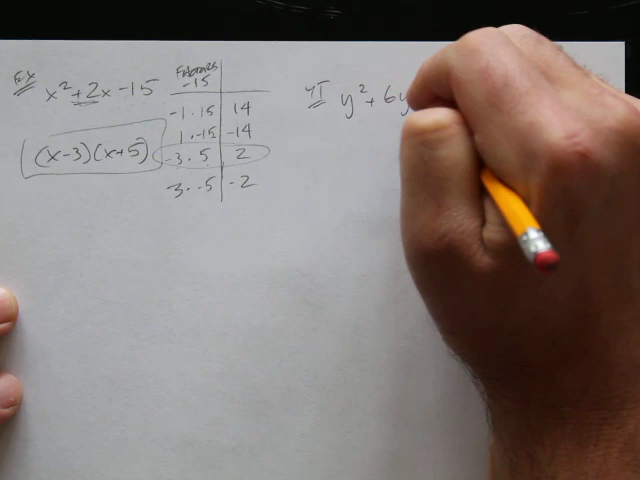 EX x² + 2x - 15
FACTORS
-15
-1 · 15 14
1 · -15 -14
-3 · 5 2
3 · -5 -2
(x-3)(x+5)
YT y² + 6y